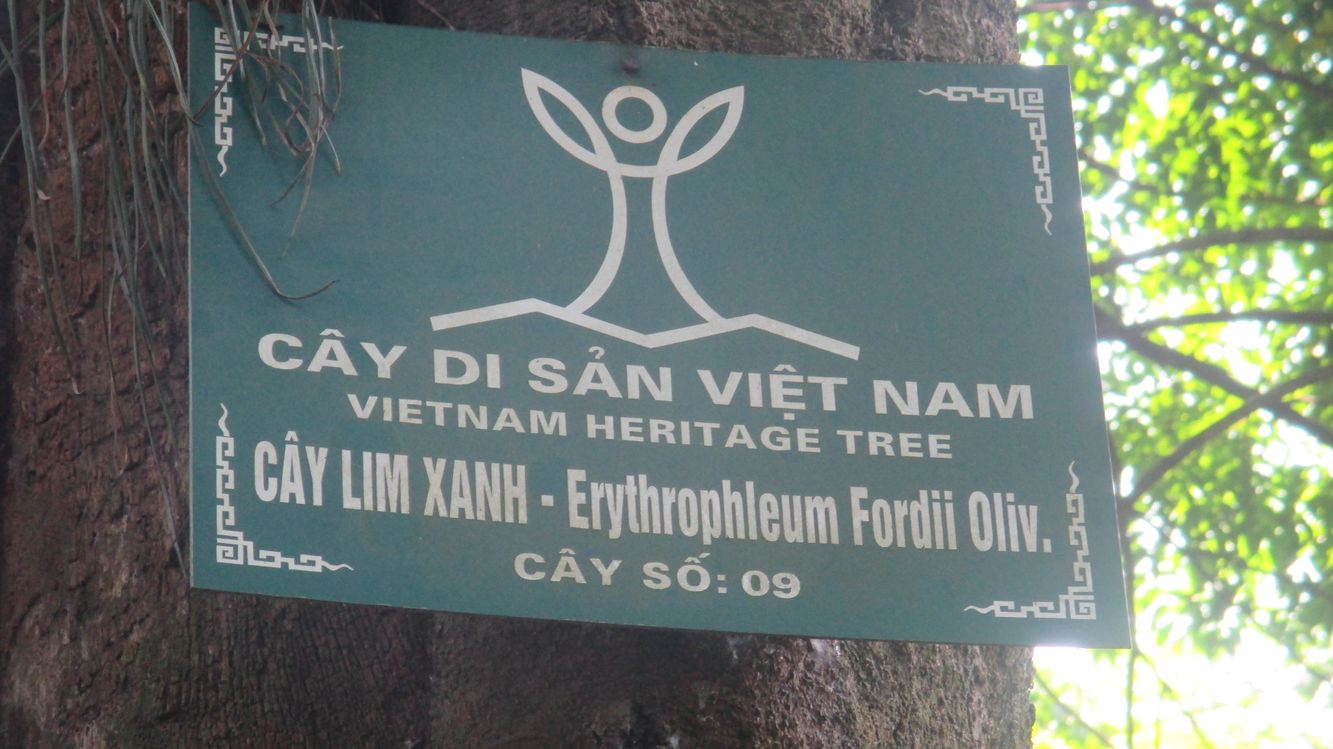 CÂY DI SẢN VIỆT NAM
VIETNAM HERITAGE TREE
CÂY LIM XANH - Erythrophleum Fordii Oliv.
CÂY SỐ: 09